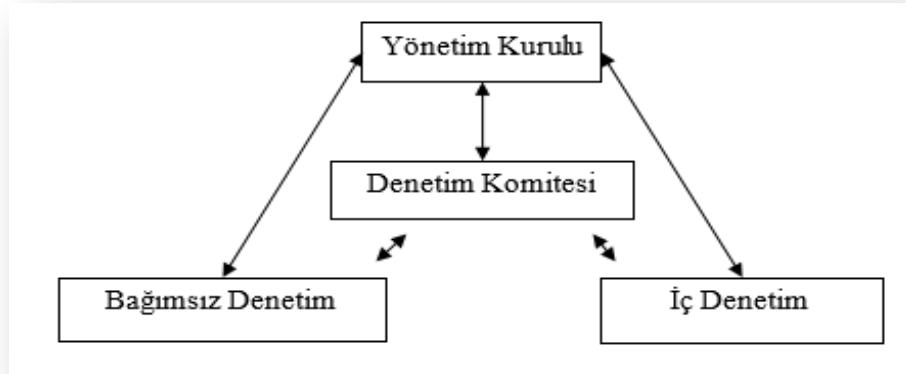 Yönetim Kurulu
Denetim Komitesi
Bağımsız Denetim
İç Denetim